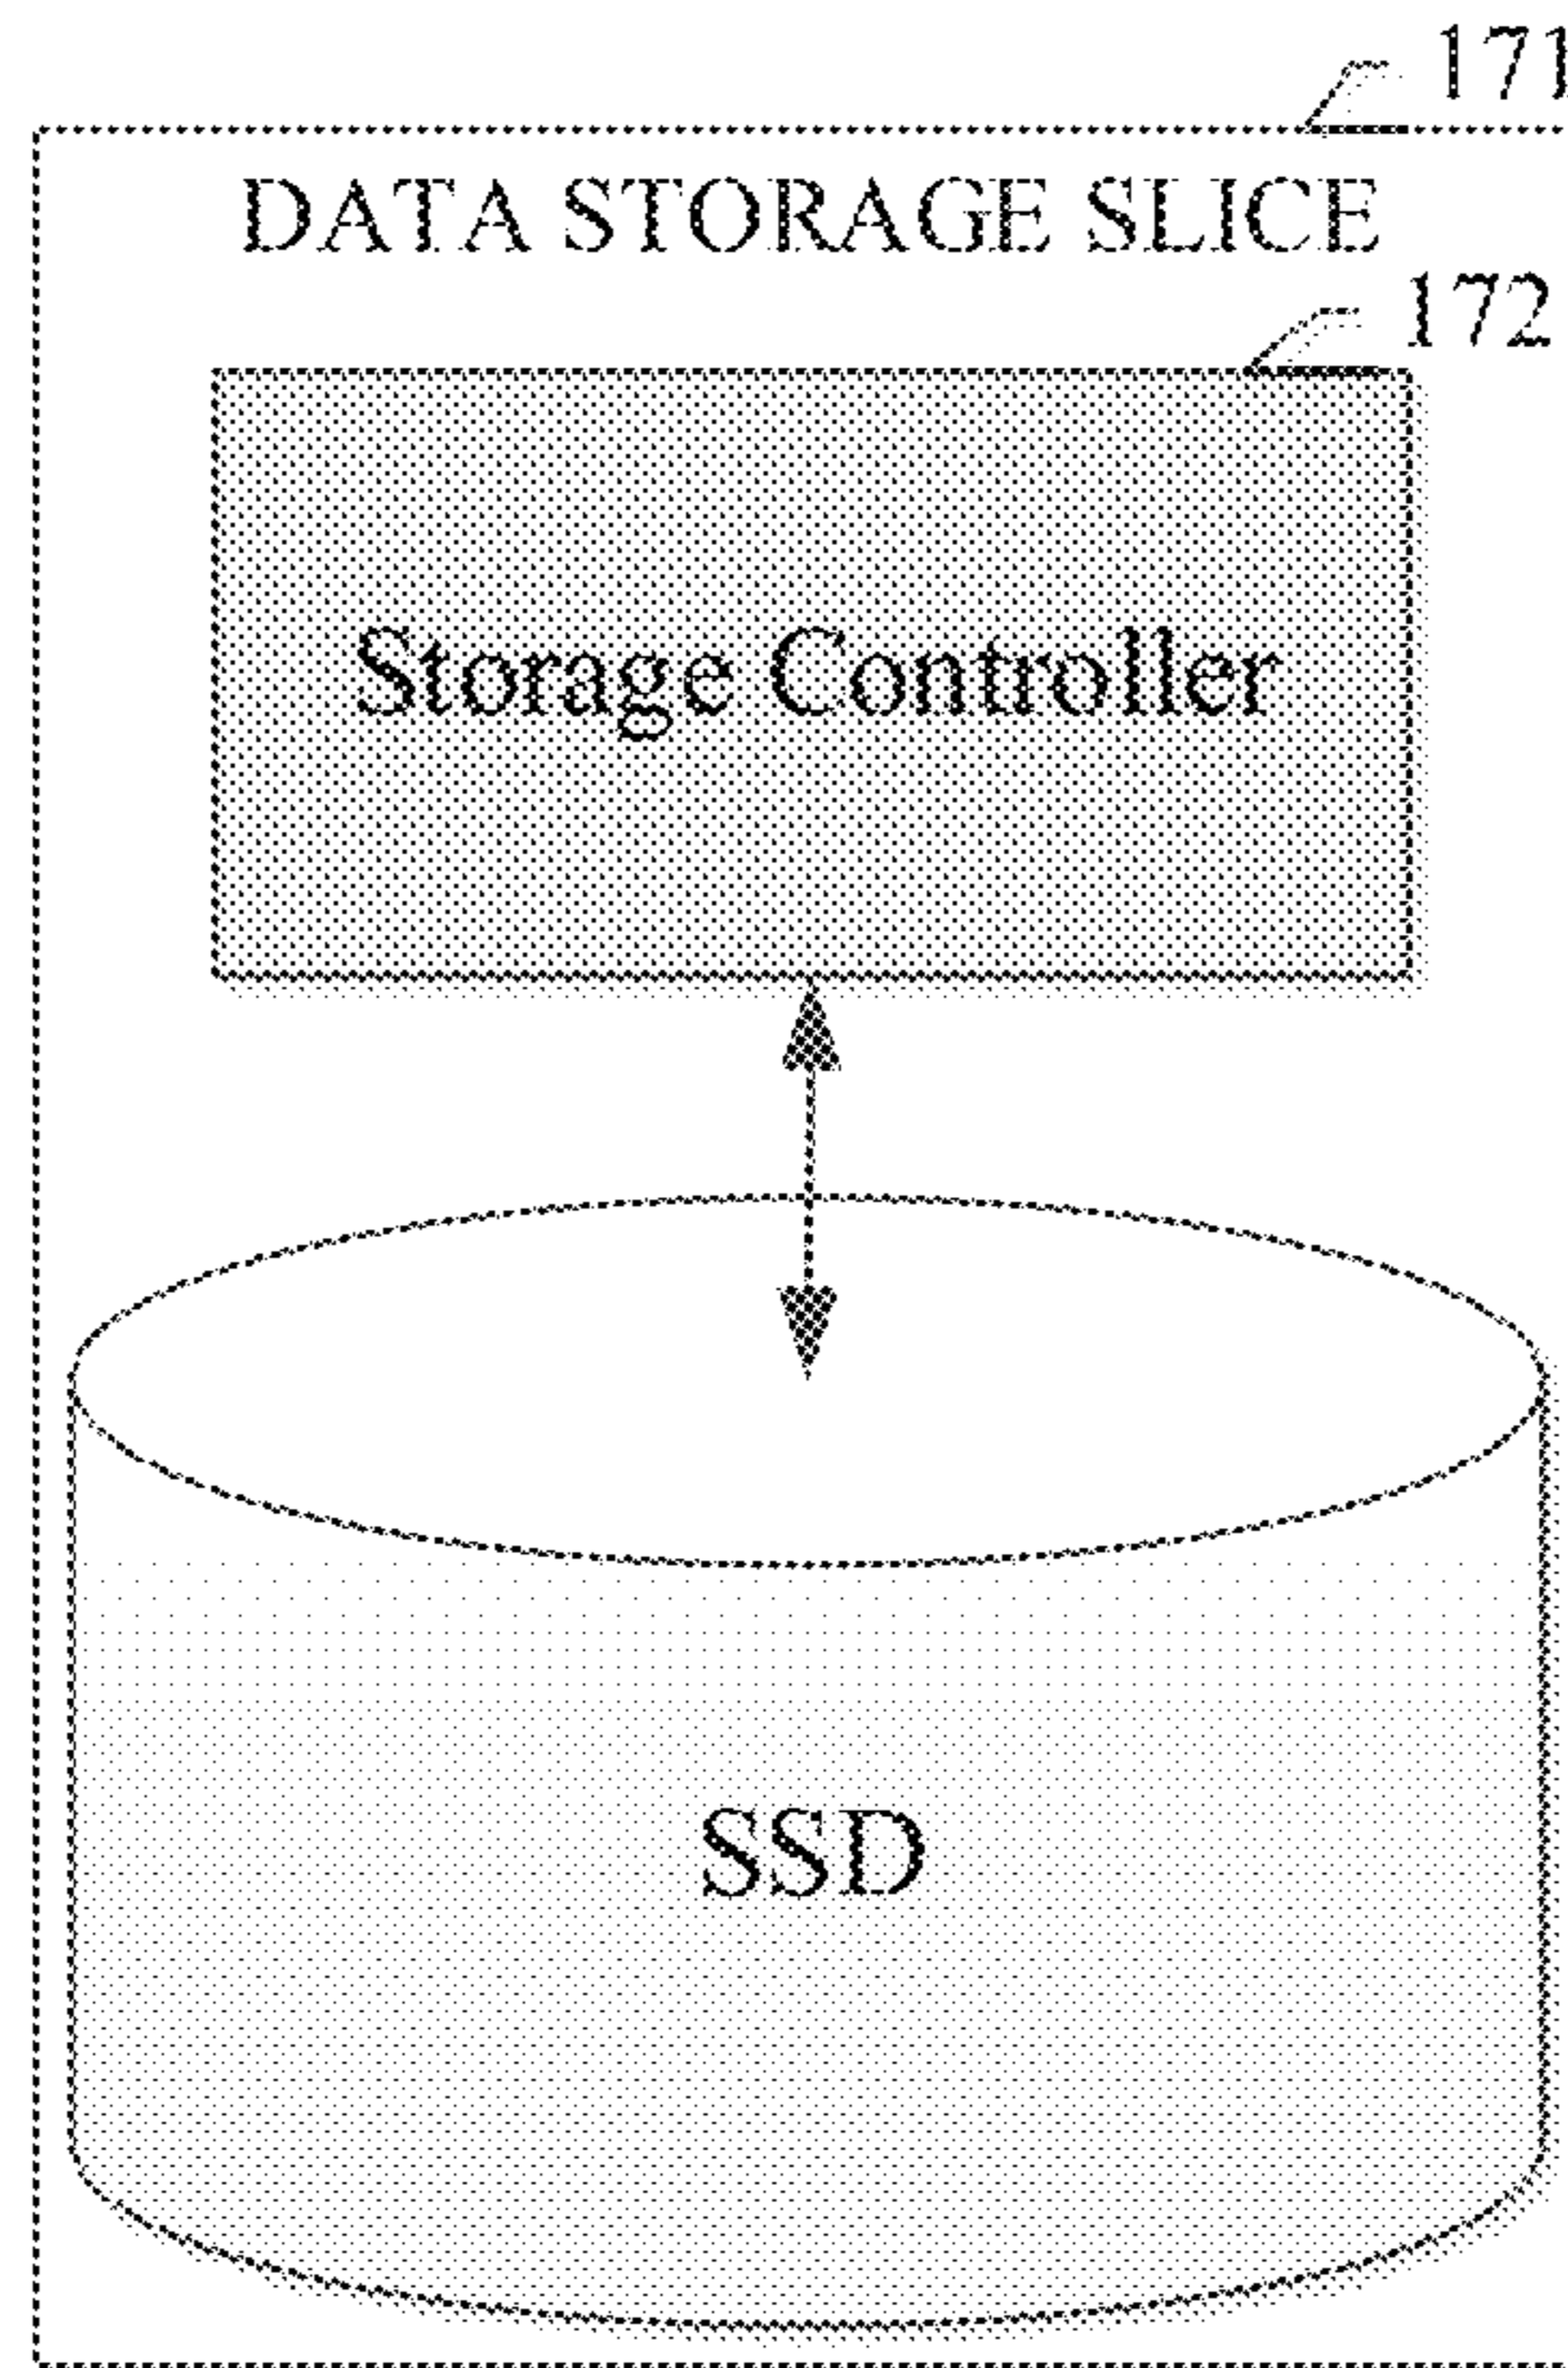 171
DATA STORAGE SLICE
172
Storage Controller
SSD